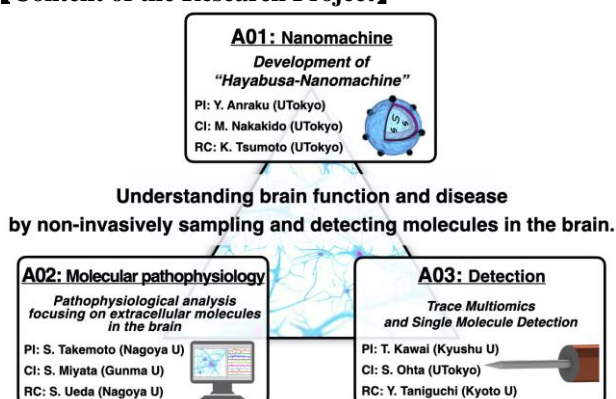 【Content of the Research Project】
A01: Nanomachine
Development of
“Hayabusa-Nanomachine”
PI: Y. Anraku (UTokyo)
CI: M. Nakakido (UTokyo)
RC: K. Tsumoto (UTokyo)
Understanding brain function and disease
by non-invasively sampling and detecting molecules in the brain.
A02: Molecular pathophysiology
Pathophysiological analysis
focusing on extracellular molecules
in the brain
PI: S. Takemoto (Nagoya U)
CI: S. Miyata (Gunma U)
RC: S. Ueda (Nagoya U)
A03: Detection
Trace Multiomics
and Single Molecule Detection
PI: T. Kawai (Kyushu U)
CI: S. Ohta (UTokyo)
RC: Y. Taniguchi (Kyoto U)